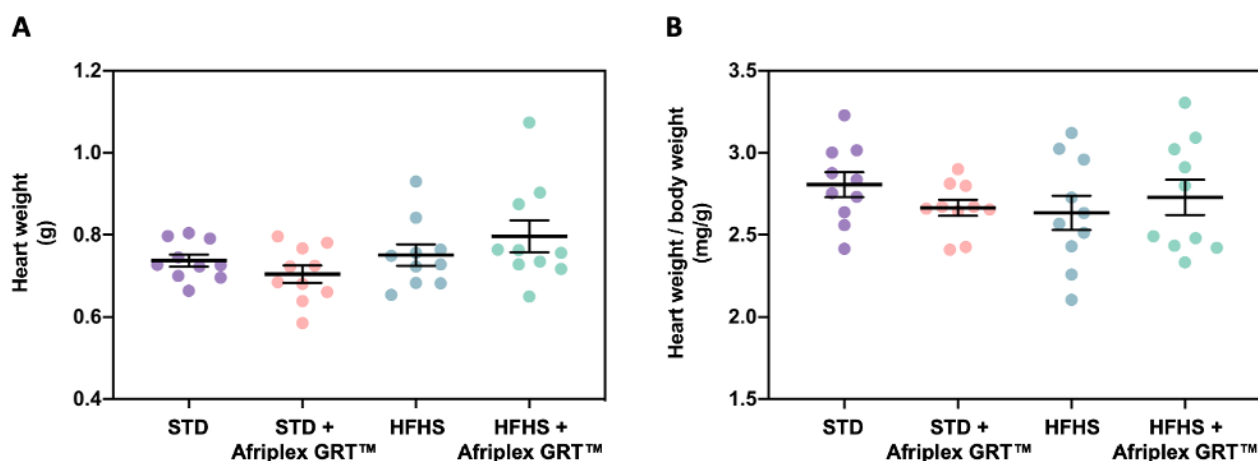 A
Heart weight
(g)
1.2
1.0
0.8
0.6
0.4
STD
STD +
Afriplex GRT™
HFHS
HFHS +
Afriplex GRT™
B
Heart weight / body weight
(mg/g)
3.5
3.0
2.5
2.0
1.5
STD
STD +
Afriplex GRT™
HFHS
HFHS +
Afriplex GRT™